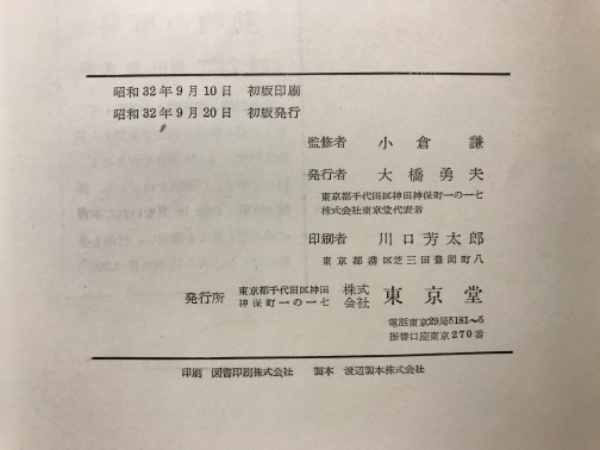 昭和32年9月10日 初版印刷
昭和32年9月20日 初版発行
監修者 小倉謙
発行者 大橋勇夫
東京都千代田区神田神保町一の一七
株式会社東京堂代表者
印刷者 川口芳太郎
東京都港区芝三田豊岡町八
発行所 東京都千代田区神田神保町一の一七 株式会社 東京堂
電話東京29局5181〜5
振替口座東京270番
印刷 図書印刷株式会社 製本 渡辺製本株式会社